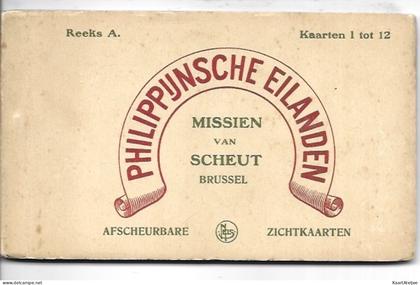 Reeks A.
Kaarten 1 tot 12
PHILIPPIJNSCHE EILANDEN
MISSIEN
VAN
SCHEUT
BRUSSEL
AFSCHEURBARE
ZICHTKAARTEN